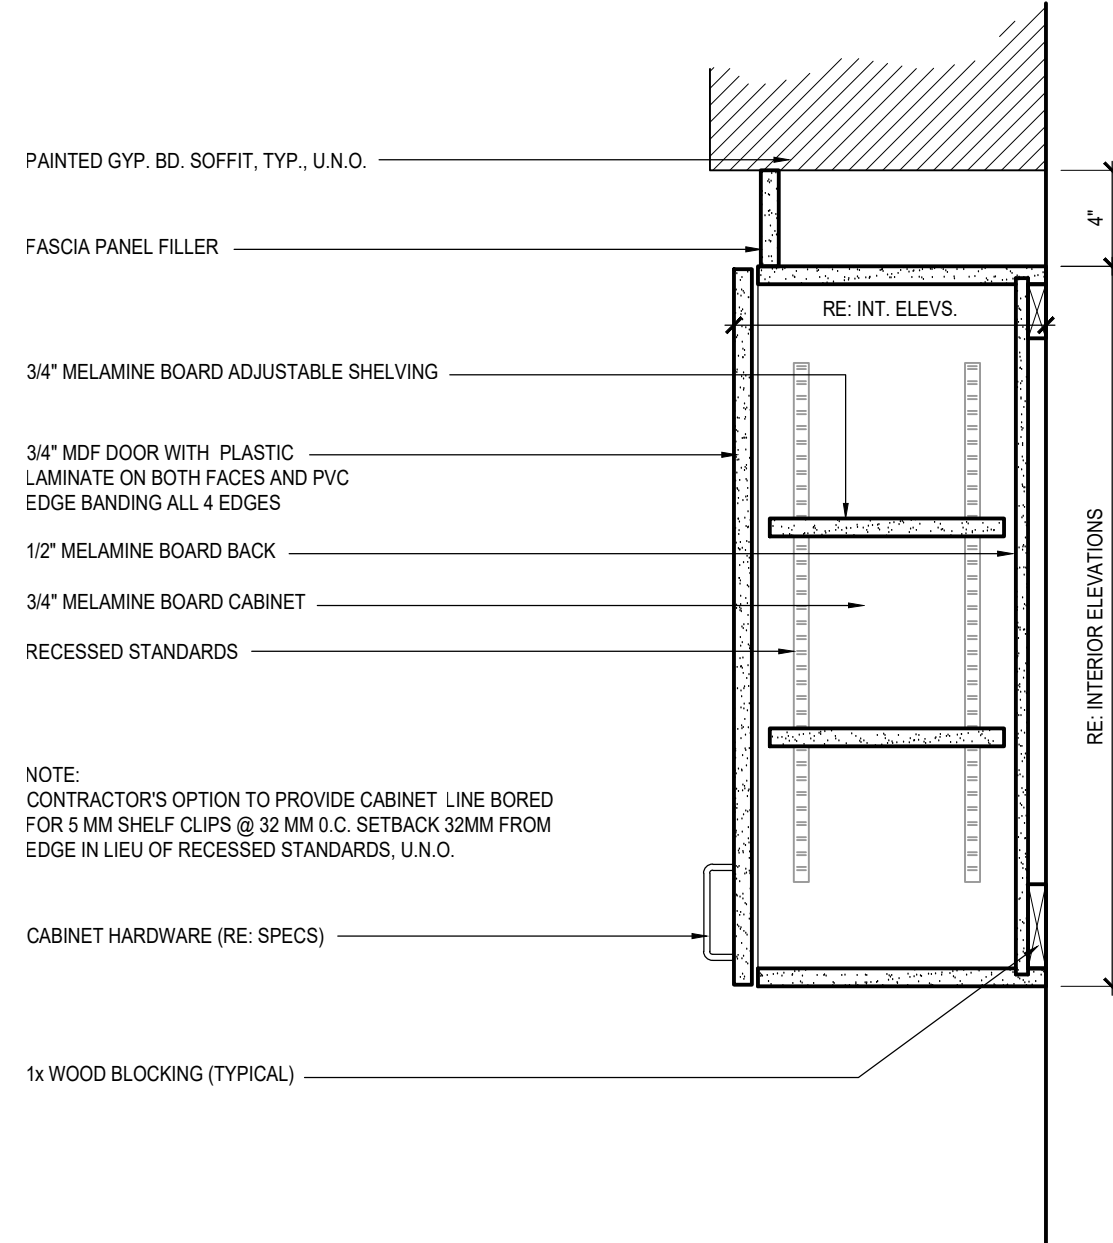 PAINTED GYP. BD. SOFFIT, TYP., U.N.O.
4"
FASCIA PANEL FILLER
RE: INT. ELEVS.
3/4" MELAMINE BOARD ADJUSTABLE SHELVING
3/4" MDF DOOR WITH PLASTIC
LAMINATE ON BOTH FACES AND PVC
EDGE BANDING ALL 4 EDGES
1/2" MELAMINE BOARD BACK
3/4" MELAMINE BOARD CABINET
RECESSED STANDARDS
RE: INTERIOR ELEVATIONS
NOTE:
CONTRACTOR'S OPTION TO PROVIDE CABINET LINE BORED
FOR 5 MM SHELF CLIPS @ 32 MM 0.C. SETBACK 32MM FROM
EDGE IN LIEU OF RECESSED STANDARDS, U.N.O.
CABINET HARDWARE (RE: SPECS)
1x WOOD BLOCKING (TYPICAL)